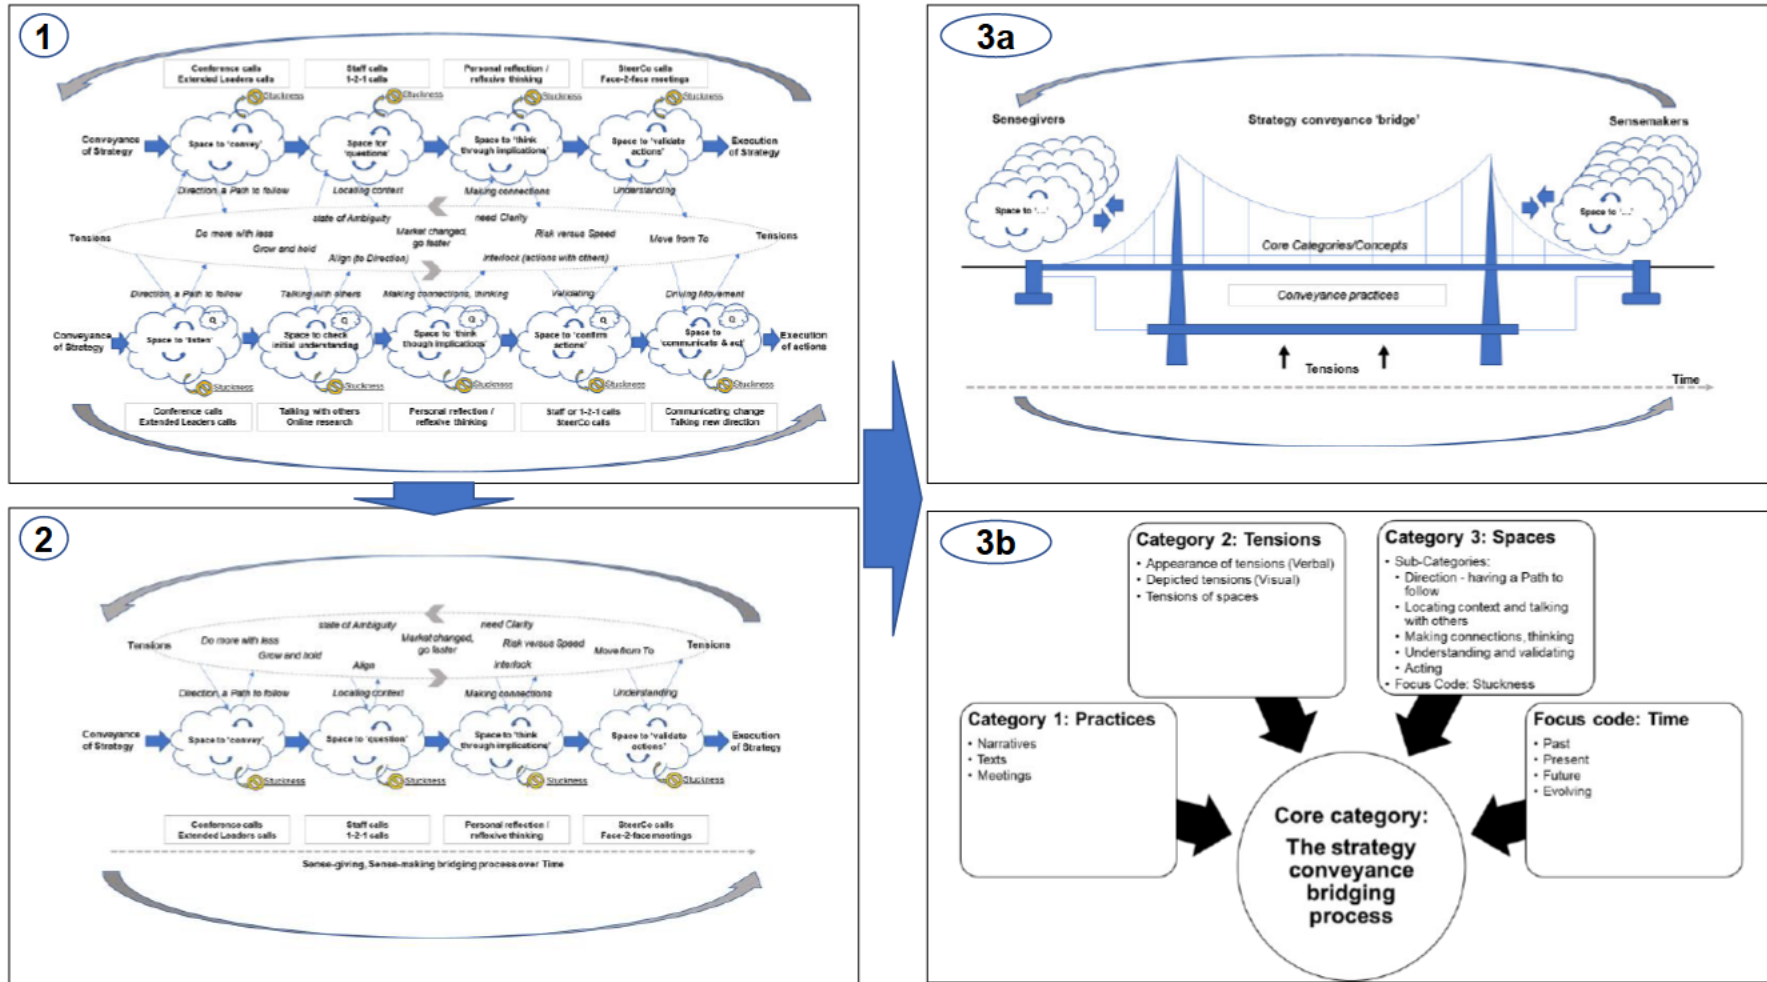 1
Conference calls
Extended Leaders calls
Staff calls
1-2-1 calls
Personal reflection /
reflexive thinking
SteerCo calls
Face-2-face meetings
Stuckness
Stuckness
Stuckness
Stuckness
Conveyance
of Strategy
Space to 'convey'
Space for
'questions'
Space to 'think
through implications'
Space to 'validate
actions'
Execution
of Strategy
Direction, a Path to follow
Locating context
Making connections
Understanding
state of Ambiguity
need Clarity
Tensions
Do more with less
Grow and hold
Market changed,
go faster
Risk versus Speed
Move from To
Tensions
Align (to Direction)
Interlock (actions with others)
Direction, a Path to follow
Talking with others
Making connections, thinking
Validating
Driving Movement
Q
Q
Q
Q
Conveyance
of Strategy
Space to 'listen'
Space to check
initial understanding
Space to 'think
though implications'
Space to 'confirm
actions'
Space to
'communicate & act'
Execution
of actions
Stuckness
Stuckness
Stuckness
Stuckness
Stuckness
Conference calls
Extended Leaders calls
Talking with others
Online research
Personal reflection /
reflexive thinking
Staff or 1-2-1 calls
SteerCo calls
Communicating change
Talking new direction
2
state of Ambiguity
need Clarity
Tensions
Do more with less
Grow and hold
Market changed,
go faster
Risk versus Speed
Move from To
Tensions
Align
Interlock
Direction, a Path to follow
Locating context
Making connections
Understanding
Conveyance
of Strategy
Space to 'convey'
Space to 'question'
Space to 'think
through implications'
Space to 'validate
actions'
Execution
of Strategy
Stuckness
Stuckness
Stuckness
Stuckness
Conference calls
Extended Leaders calls
Staff calls
1-2-1 calls
Personal reflection /
reflexive thinking
SteerCo calls
Face-2-face meetings
Sense-giving, Sense-making bridging process over Time
3a
Sensegivers
Strategy conveyance 'bridge'
Sensemakers
Space to '...'
Space to '...'
Core Categories/Concepts
Conveyance practices
Tensions
Time
3b
Category 2: Tensions
• Appearance of tensions (Verbal)
• Depicted tensions (Visual)
• Tensions of spaces
Category 3: Spaces
• Sub-Categories:
• Direction - having a Path to
follow
• Locating context and talking
with others
• Making connections, thinking
• Understanding and validating
• Acting
• Focus Code: Stuckness
Category 1: Practices
• Narratives
• Texts
• Meetings
Focus code: Time
• Past
• Present
• Future
• Evolving
Core category:
The strategy
conveyance
bridging
process